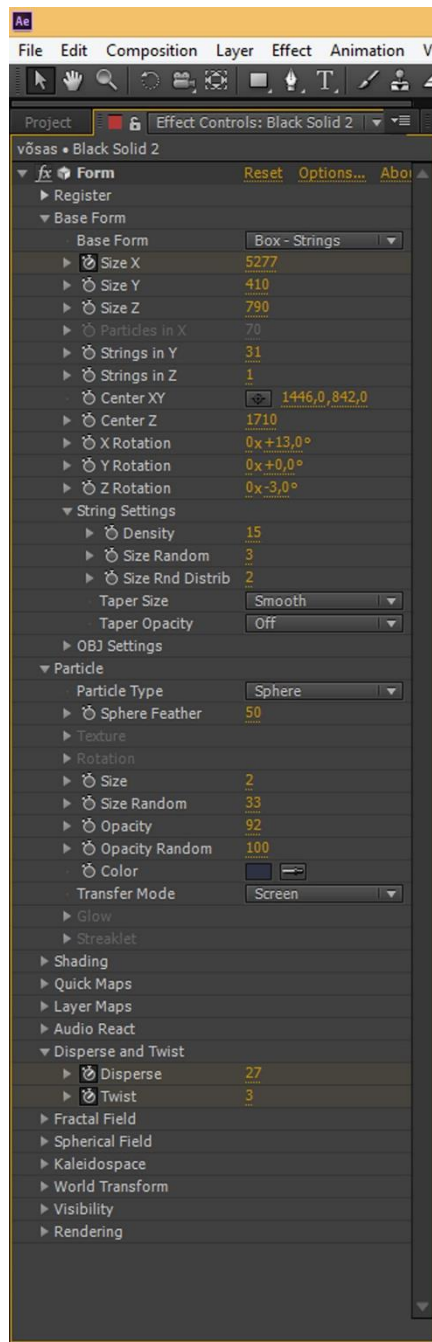 Ae
File Edit Composition Layer Effect Animation V
Project Effect Controls: Black Solid 2
võsas • Black Solid 2
fx Form Reset Options... Abou
Register
Base Form
Base Form Box - Strings
Size X 5277
Size Y 410
Size Z 790
Particles in X 70
Strings in Y 31
Strings in Z 1
Center XY 1446,0,842,0
Center Z 1710
X Rotation 0x+13,0°
Y Rotation 0x+0,0°
Z Rotation 0x-3,0°
String Settings
Density 15
Size Random 3
Size Rnd Distrib 2
Taper Size Smooth
Taper Opacity Off
OBJ Settings
Particle
Particle Type Sphere
Sphere Feather 50
Texture
Rotation
Size 2
Size Random 33
Opacity 92
Opacity Random 100
Color
Transfer Mode Screen
Glow
Streaklet
Shading
Quick Maps
Layer Maps
Audio React
Disperse and Twist
Disperse 27
Twist 3
Fractal Field
Spherical Field
Kaleidospace
World Transform
Visibility
Rendering